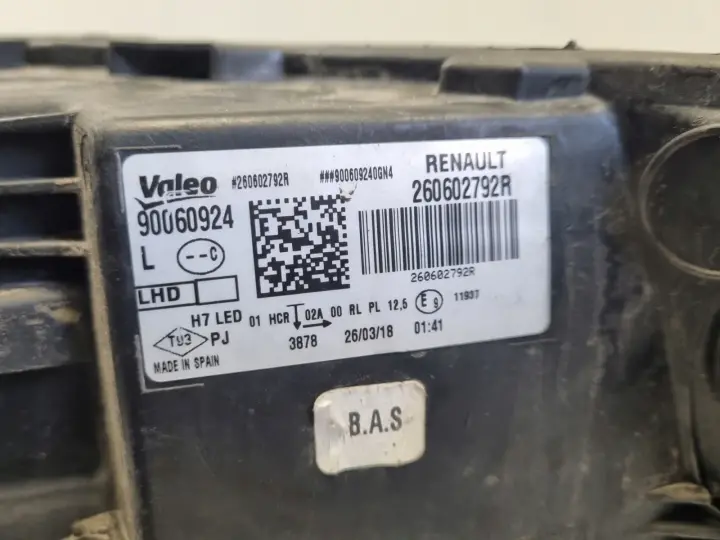 Valeo #260602792R ###900609240GN4 RENAULT
90060924 260602792R
L --C
260602792R
LHD
H7 LED 01 HCR 02A 00 RL PL 12,5 E9 11937
PJ 3878 26/03/18 01:41
MADE IN SPAIN
B.A.S